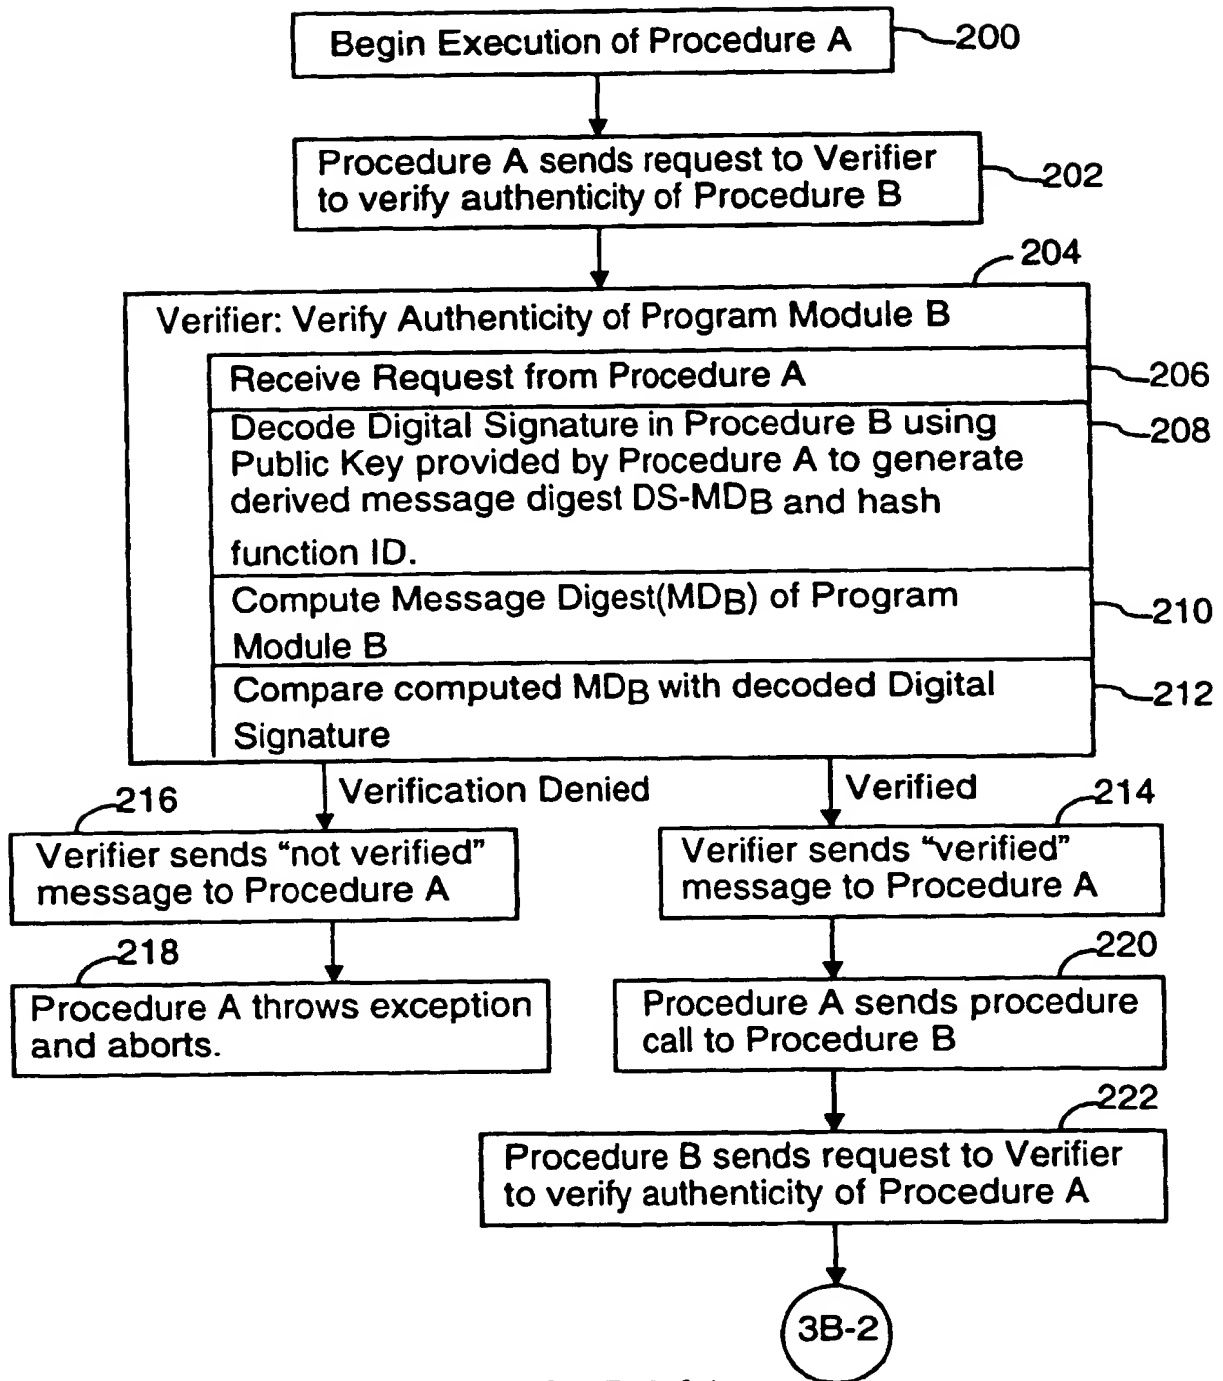 Begin Execution of Procedure A
200
Procedure A sends request to Verifier
to verify authenticity of Procedure B
202
204
Verifier: Verify Authenticity of Program Module B
Receive Request from Procedure A
206
Decode Digital Signature in Procedure B using
Public Key provided by Procedure A to generate
derived message digest DS-MDB and hash
function ID.
208
Compute Message Digest(MDB) of Program
Module B
210
Compare computed MDB with decoded Digital
Signature
212
Verification Denied
Verified
216
Verifier sends “not verified”
message to Procedure A
214
Verifier sends “verified”
message to Procedure A
218
Procedure A throws exception
and aborts.
220
Procedure A sends procedure
call to Procedure B
222
Procedure B sends request to Verifier
to verify authenticity of Procedure A
3B-2